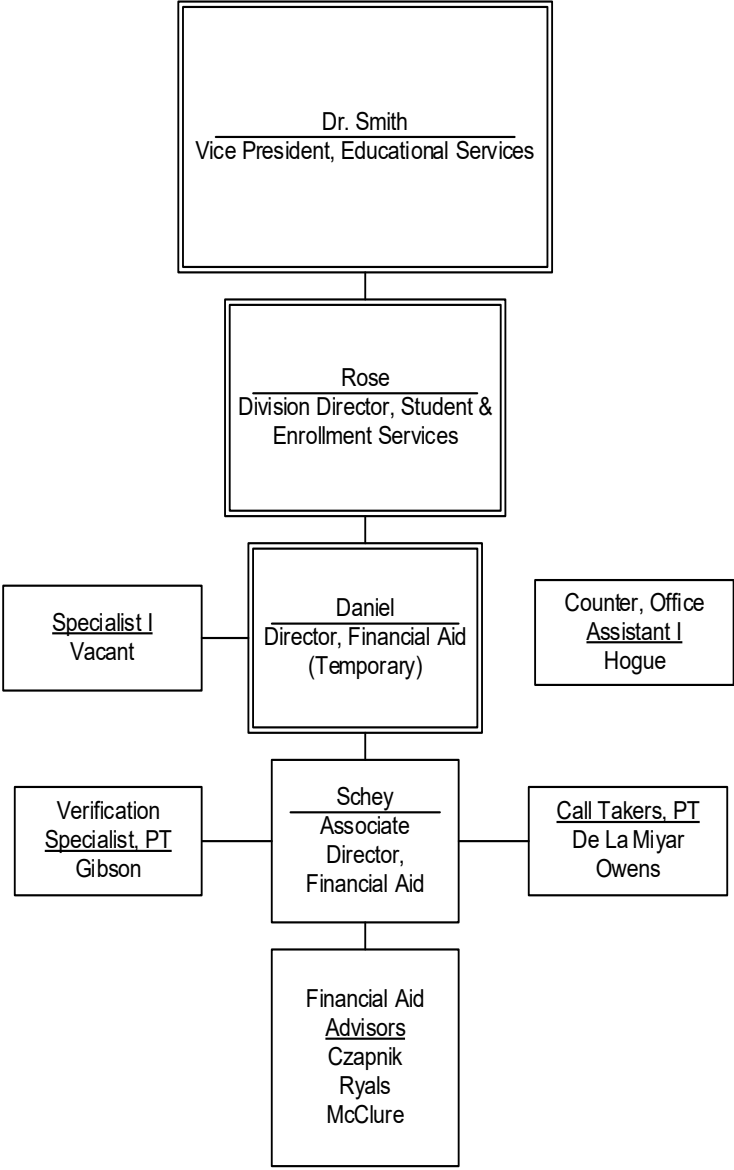 Dr. Smith
Vice President, Educational Services
Rose
Division Director, Student &
Enrollment Services
Specialist I
Vacant
Daniel
Director, Financial Aid
(Temporary)
Counter, Office
Assistant I
Hogue
Verification
Specialist, PT
Gibson
Schey
Associate
Director,
Financial Aid
Call Takers, PT
De La Miyar
Owens
Financial Aid
Advisors
Czapnik
Ryals
McClure